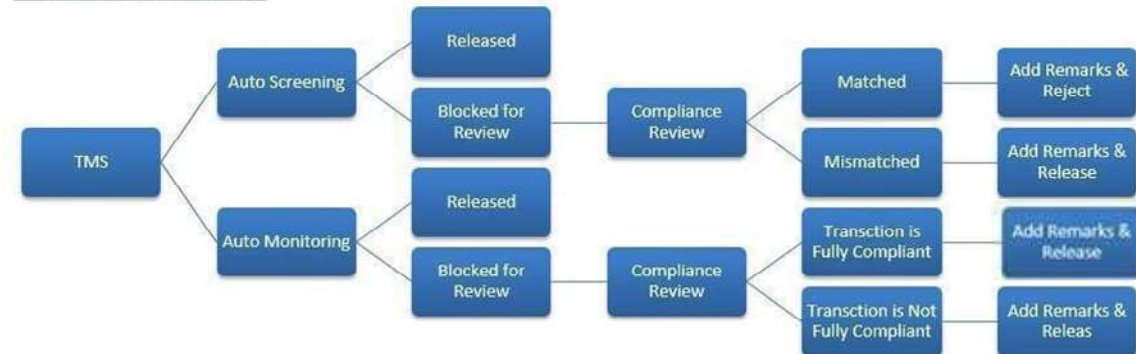 TMS
Auto Screening
Released
Blocked for
Review
Compliance
Review
Matched
Add Remarks &
Reject
Mismatched
Add Remarks &
Release
Auto Monitoring
Released
Blocked for
Review
Compliance
Review
Transction is
Fully Compliant
Add Remarks &
Release
Transction is Not
Fully Compliant
Add Remarks &
Releas